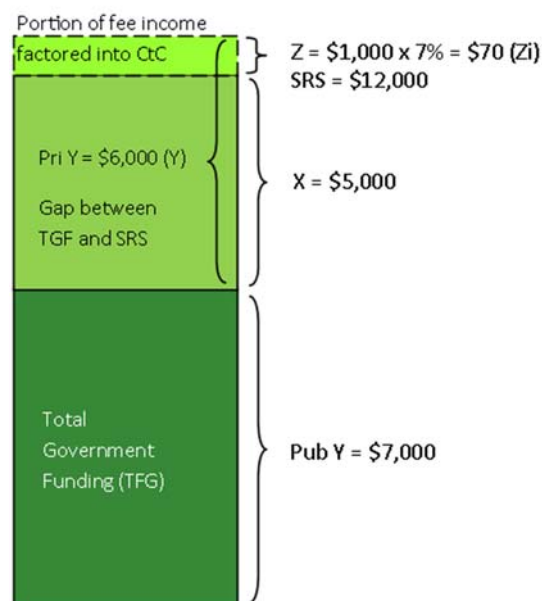 Portion of fee income
factored into CtC
Z = $1,000 x 7% = $70 (Zi)
SRS = $12,000
Pri Y = $6,000 (Y)
X = $5,000
Gap between
TGF and SRS
Total
Government
Funding (TFG)
Pub Y = $7,000